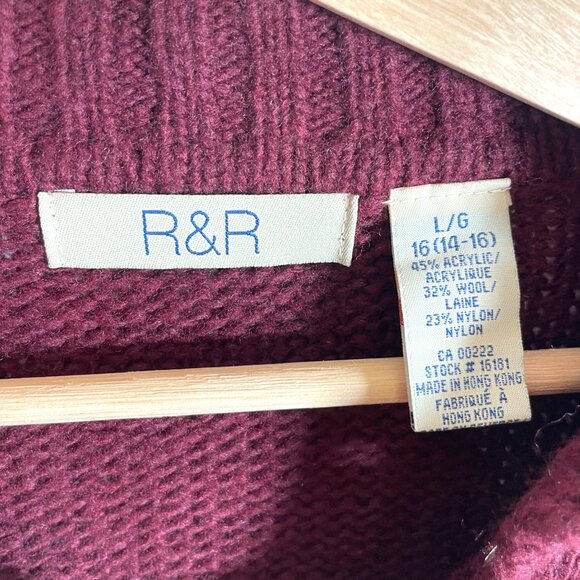 R&R
L/G
16 (14-16)
45% ACRYLIC/
ACRYLIQUE
32% WOOL/
LAINE
23% NYLON/
NYLON
CA 00222
STOCK # 16181
MADE IN HONG KONG
FABRIQUÉ À
HONG KONG